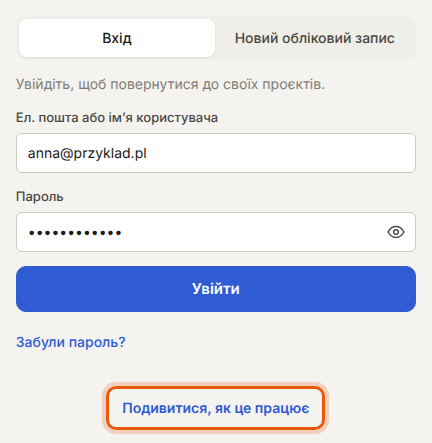 Вхід
Новий обліковий запис
Увійдіть, щоб повернутися до своїх проєктів.
Ел. пошта або ім’я користувача
anna@przyklad.pl
Пароль
••••••••••••
Увійти
Забули пароль?
Подивитися, як це працює